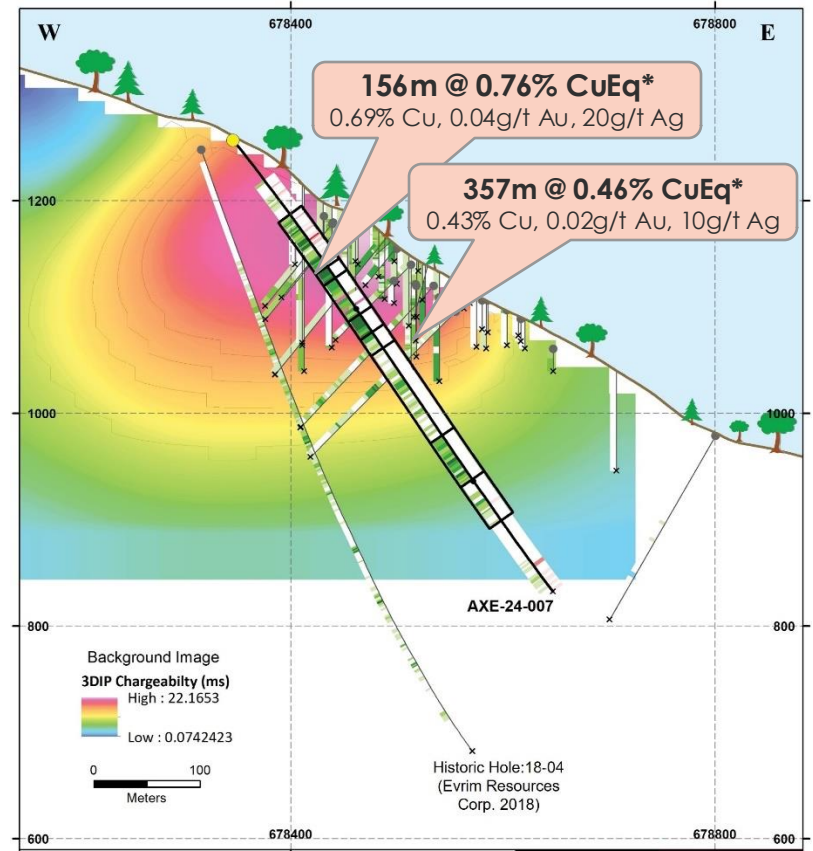 678400
678800
W
E
156m @ 0.76% CuEq*
0.69% Cu, 0.04g/t Au, 20g/t Ag
357m @ 0.46% CuEq*
0.43% Cu, 0.02g/t Au, 10g/t Ag
1200
1200
1000
1000
AXE-24-007
800
800
Background Image
3DIP Chargeabilty (ms)
High : 22.1653
Low : 0.0742423
0 100
Meters
Historic Hole:18-04
(Evrim Resources
Corp. 2018)
600
600
678400
678800